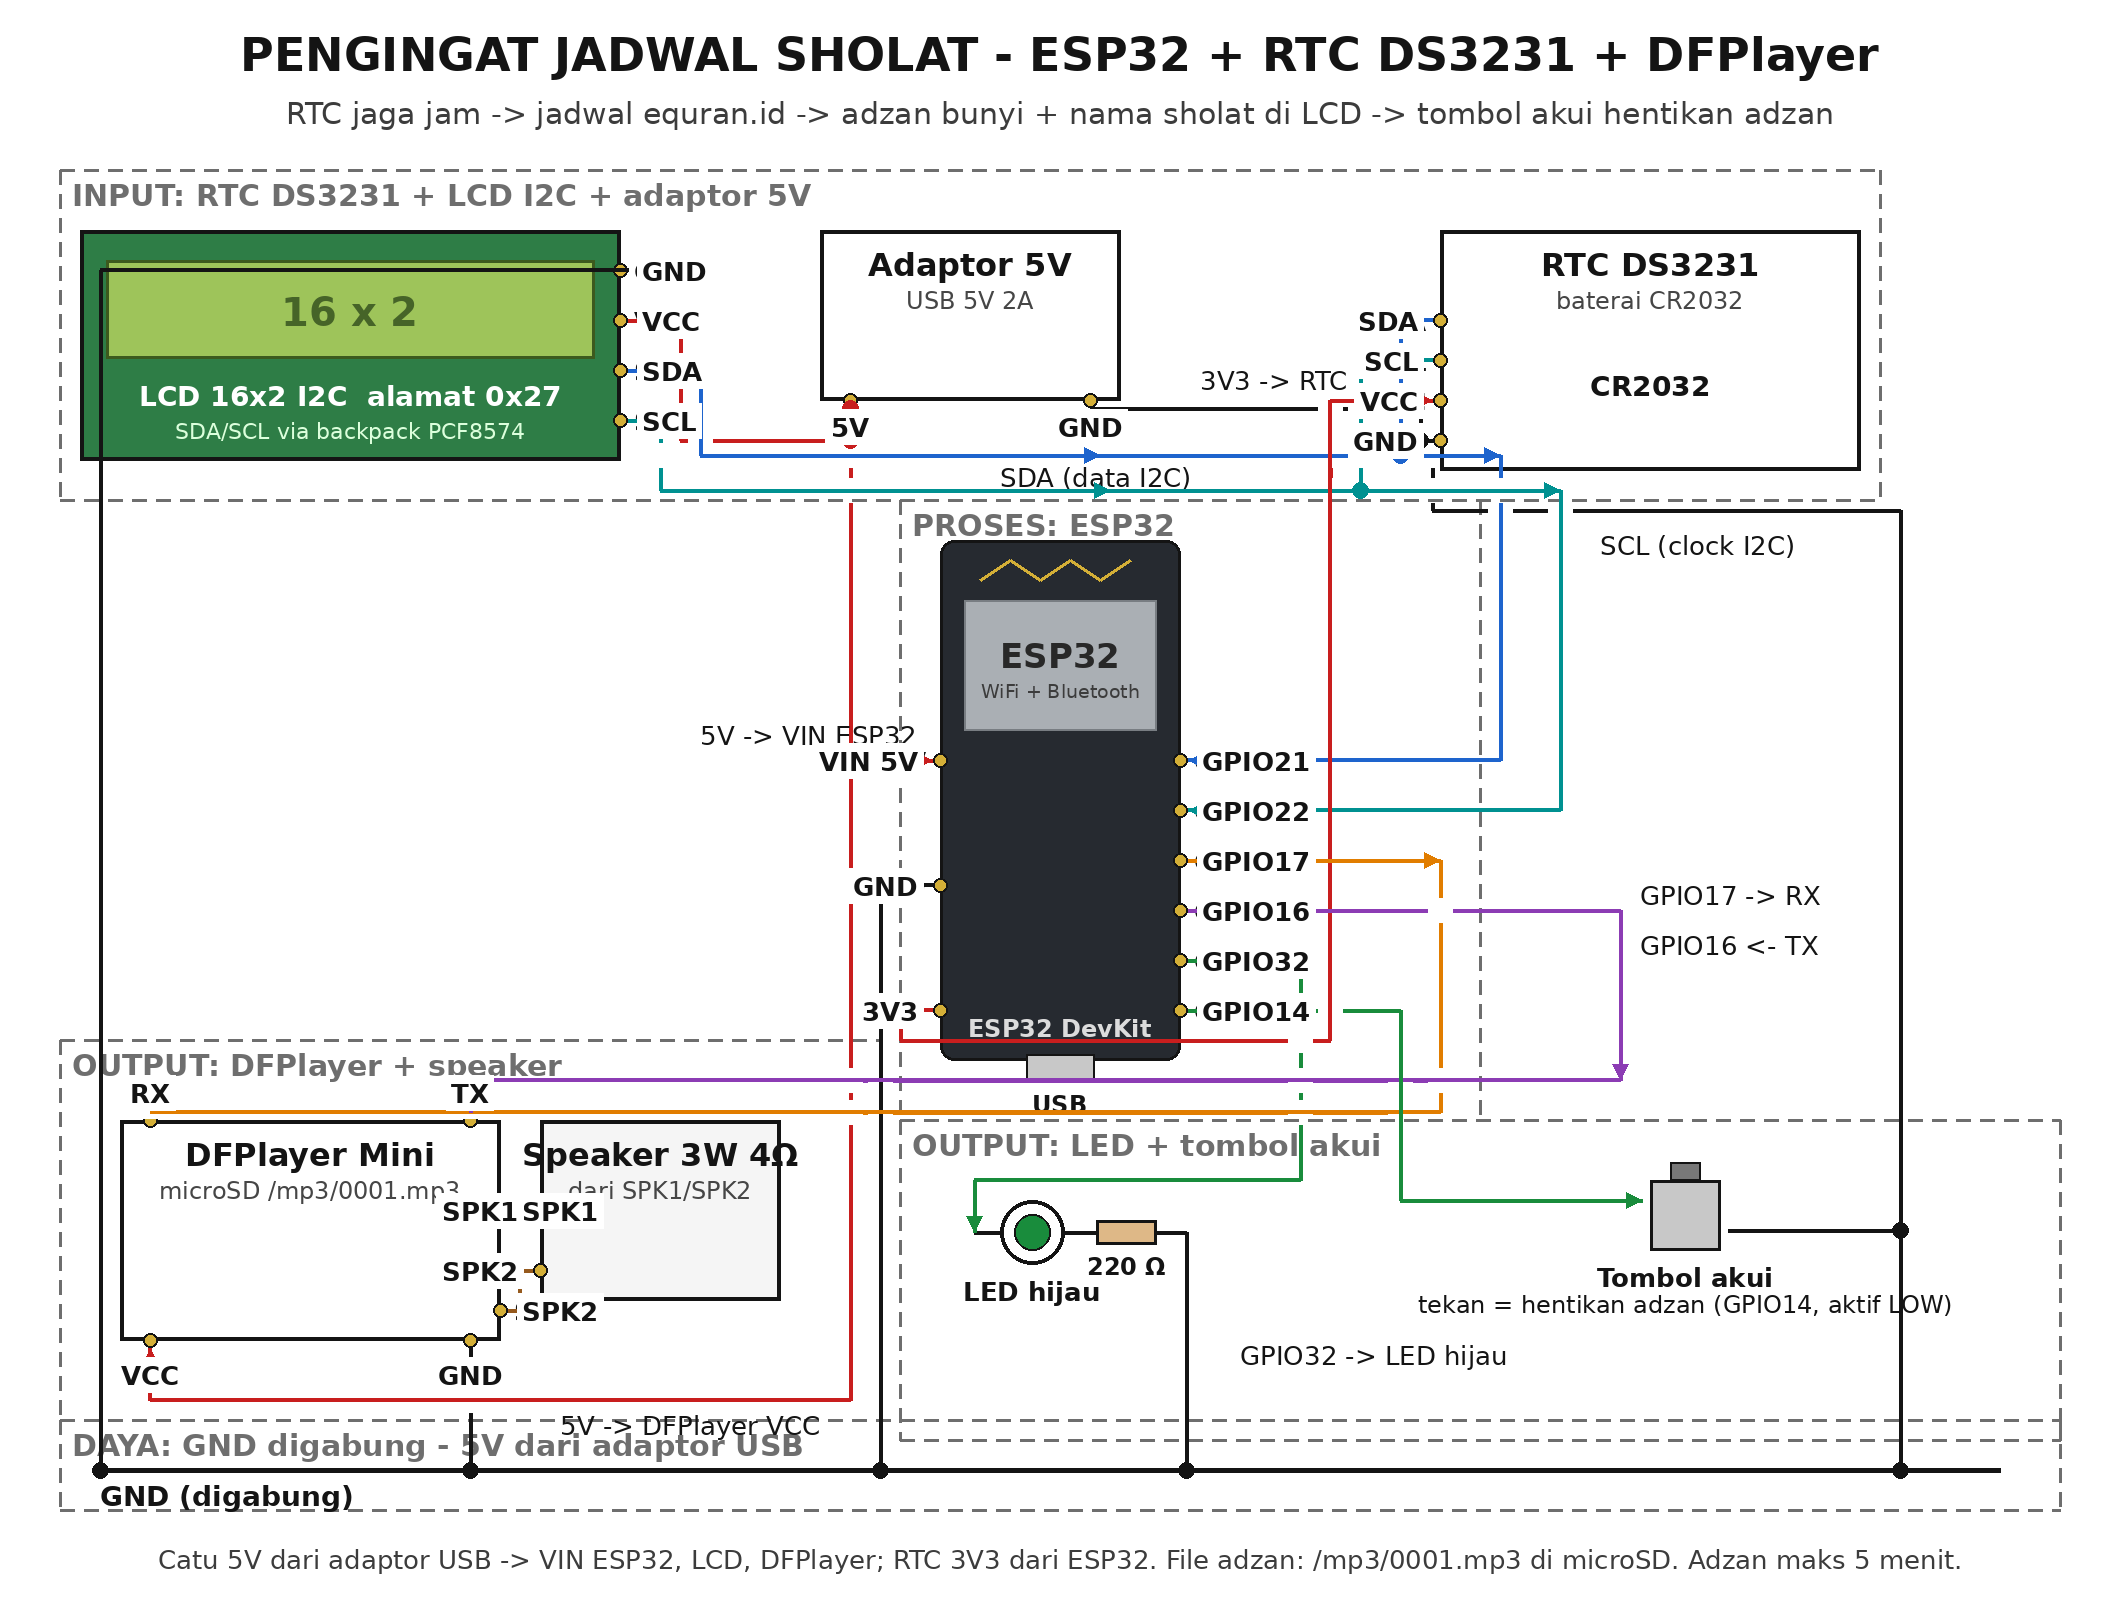 PENGINGAT JADWAL SHOLAT - ESP32 + RTC DS3231 + DFPlayer
RTC jaga jam -> jadwal equran.id -> adzan bunyi + nama sholat di LCD -> tombol akui hentikan adzan
INPUT: RTC DS3231 + LCD I2C + adaptor 5V
16 x 2
LCD 16x2 I2C  alamat 0x27
SDA/SCL via backpack PCF8574
GND
VCC
SDA
SCL
Adaptor 5V
USB 5V 2A
5V
GND
3V3 -> RTC
RTC DS3231
baterai CR2032
CR2032
SDA
SCL
VCC
GND
SDA (data I2C)
SCL (clock I2C)
PROSES: ESP32
ESP32
WiFi + Bluetooth
5V -> VIN ESP32
VIN 5V
GND
3V3
GPIO21
GPIO22
GPIO17
GPIO16
GPIO32
GPIO14
ESP32 DevKit
USB
GPIO17 -> RX
GPIO16 <- TX
OUTPUT: DFPlayer + speaker
RX
TX
DFPlayer Mini
microSD /mp3/0001.mp3
SPK1
SPK2
VCC
GND
Speaker 3W 4Ω
dari SPK1/SPK2
SPK1
SPK2
OUTPUT: LED + tombol akui
220 Ω
LED hijau
Tombol akui
tekan = hentikan adzan (GPIO14, aktif LOW)
GPIO32 -> LED hijau
5V -> DFPlayer VCC
DAYA: GND digabung - 5V dari adaptor USB
GND (digabung)
Catu 5V dari adaptor USB -> VIN ESP32, LCD, DFPlayer; RTC 3V3 dari ESP32. File adzan: /mp3/0001.mp3 di microSD. Adzan maks 5 menit.